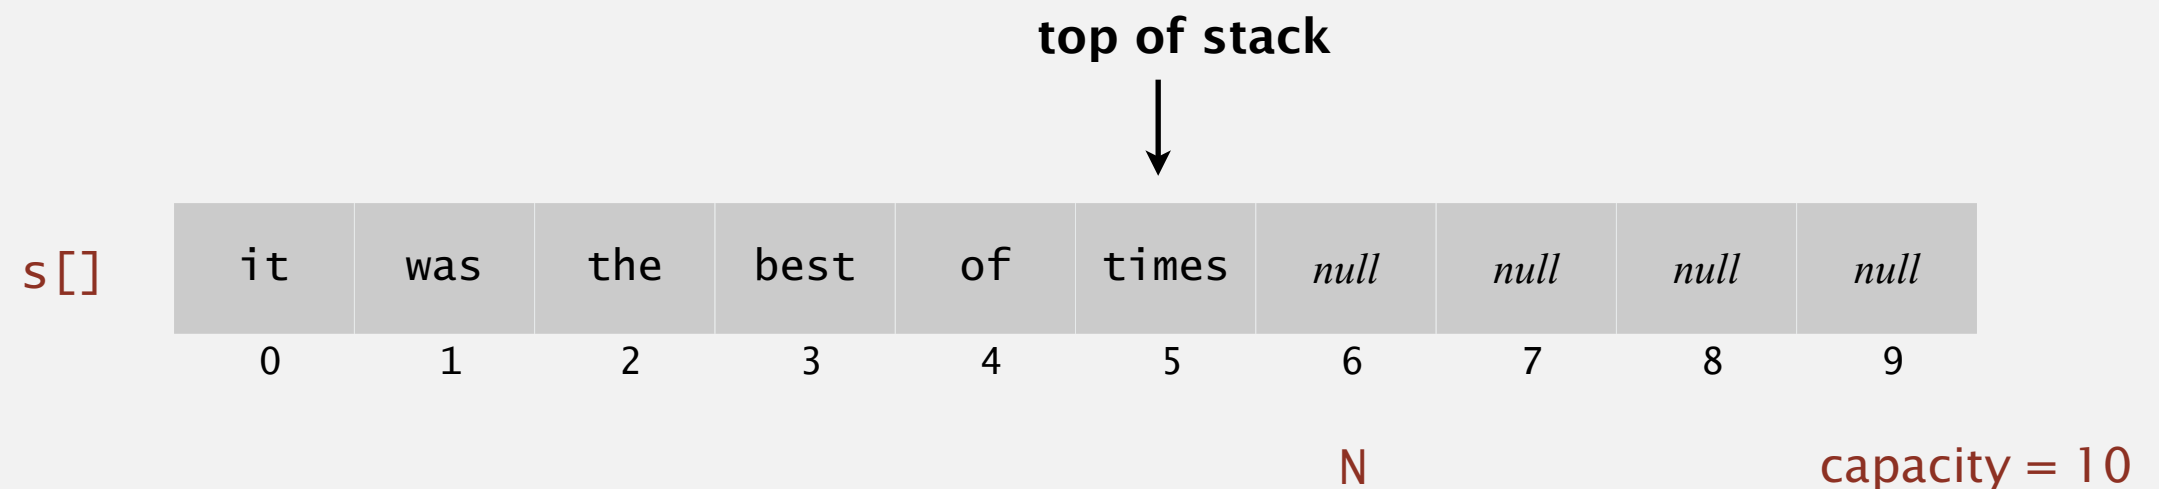 top of stack
s[] it was the best of times null null null null
0 1 2 3 4 5 6 7 8 9
N capacity = 10